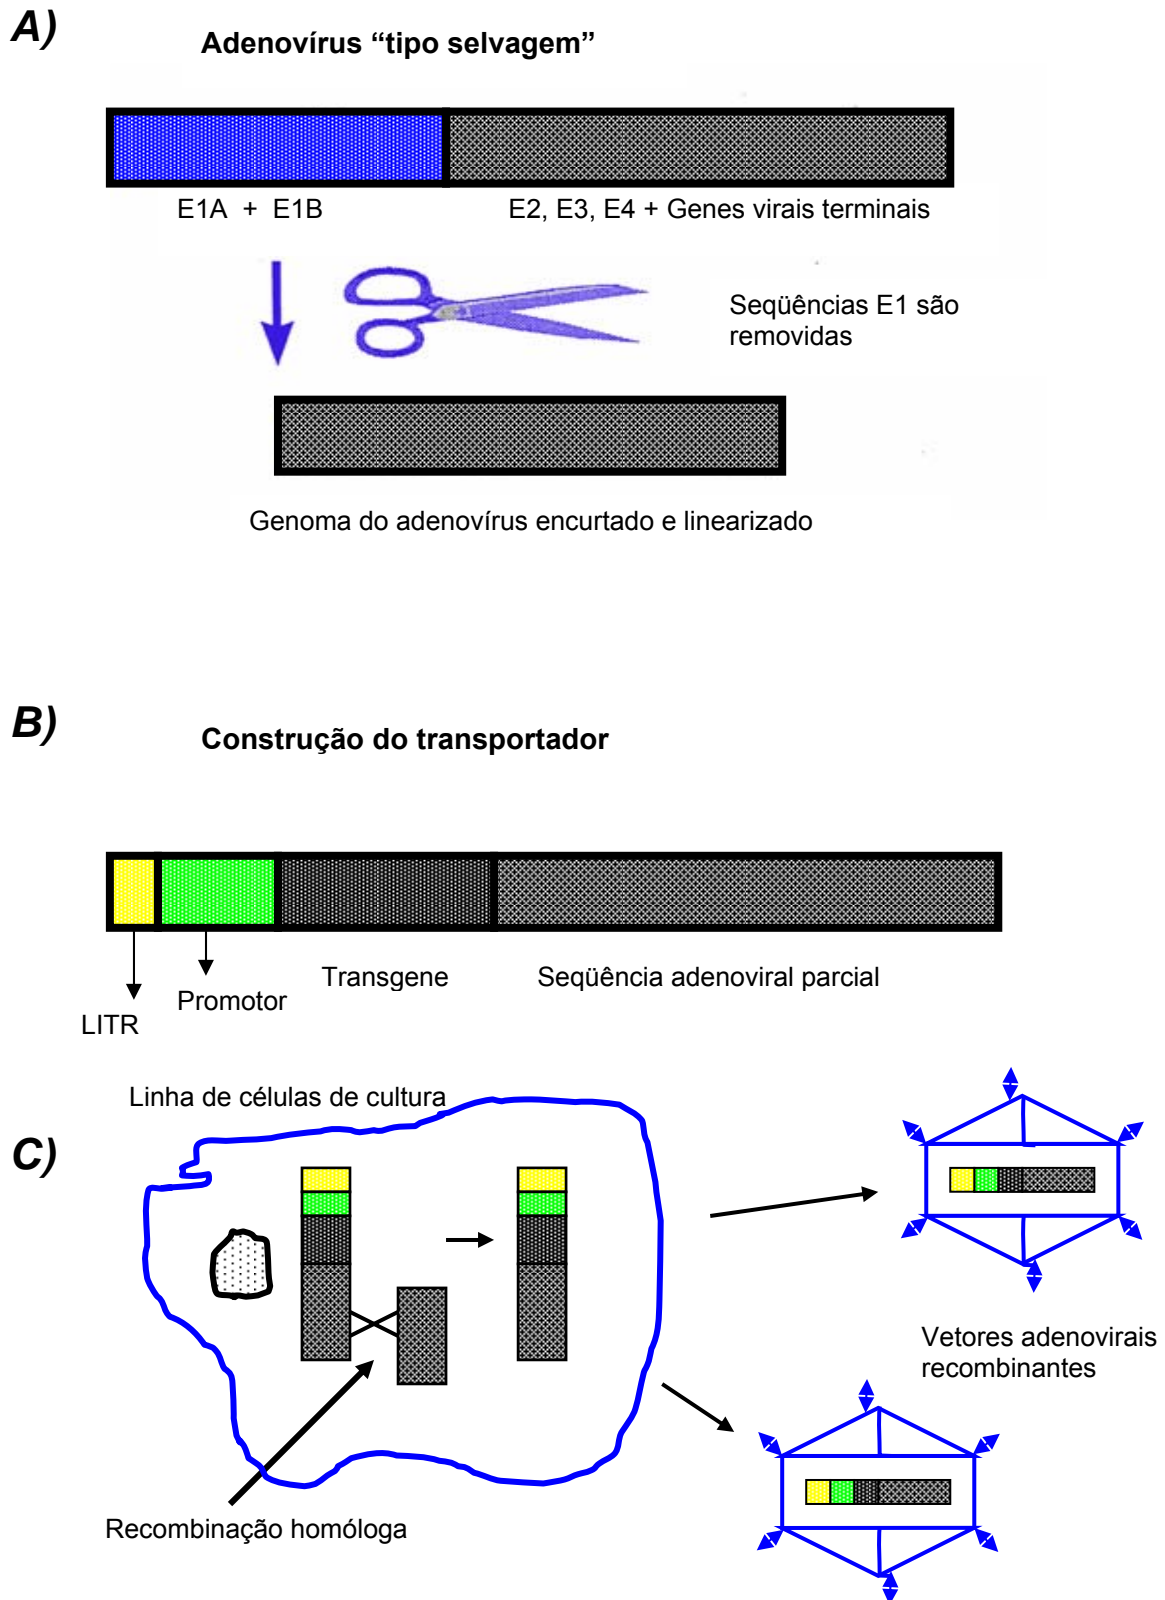 A)
Adenovírus “tipo selvagem”
E1A + E1B
E2, E3, E4 + Genes virais terminais
Seqüências E1 são
removidas
Genoma do adenovírus encurtado e linearizado
B)
Construção do transportador
LITR
Promotor
Transgene
Seqüência adenoviral parcial
Linha de células de cultura
C)
Vetores adenovirais
recombinantes
Recombinação homóloga